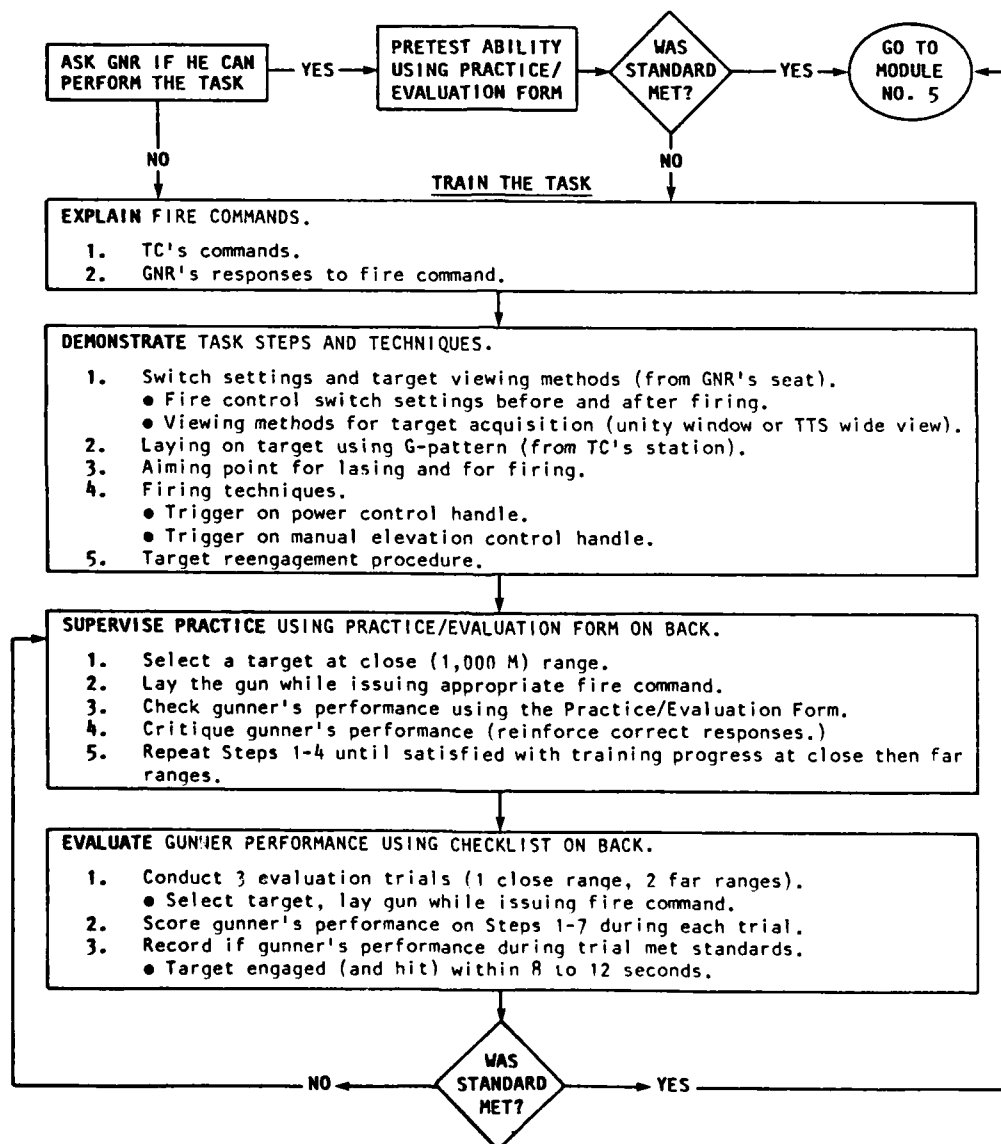 ASK GNR IF HE CAN
PERFORM THE TASK
YES
PRETEST ABILITY
USING PRACTICE/
EVALUATION FORM
WAS
STANDARD
MET?
YES
GO TO
MODULE
NO. 5
NO
NO
TRAIN THE TASK
EXPLAIN FIRE COMMANDS.
1. TC's commands.
2. GNR's responses to fire command.
DEMONSTRATE TASK STEPS AND TECHNIQUES.
1. Switch settings and target viewing methods (from GNR's seat).
● Fire control switch settings before and after firing.
● Viewing methods for target acquisition (unity window or TTS wide view).
2. Laying on target using G-pattern (from TC's station).
3. Aiming point for lasing and for firing.
4. Firing techniques.
● Trigger on power control handle.
● Trigger on manual elevation control handle.
5. Target reengagement procedure.
SUPERVISE PRACTICE USING PRACTICE/EVALUATION FORM ON BACK.
1. Select a target at close (1,000 M) range.
2. Lay the gun while issuing appropriate fire command.
3. Check gunner's performance using the Practice/Evaluation Form.
4. Critique gunner's performance (reinforce correct responses.)
5. Repeat Steps 1-4 until satisfied with training progress at close then far
ranges.
EVALUATE GUNNER PERFORMANCE USING CHECKLIST ON BACK.
1. Conduct 3 evaluation trials (1 close range, 2 far ranges).
● Select target, lay gun while issuing fire command.
2. Score gunner's performance on Steps 1-7 during each trial.
3. Record if gunner's performance during trial met standards.
● Target engaged (and hit) within 8 to 12 seconds.
NO
WAS
STANDARD
MET?
YES